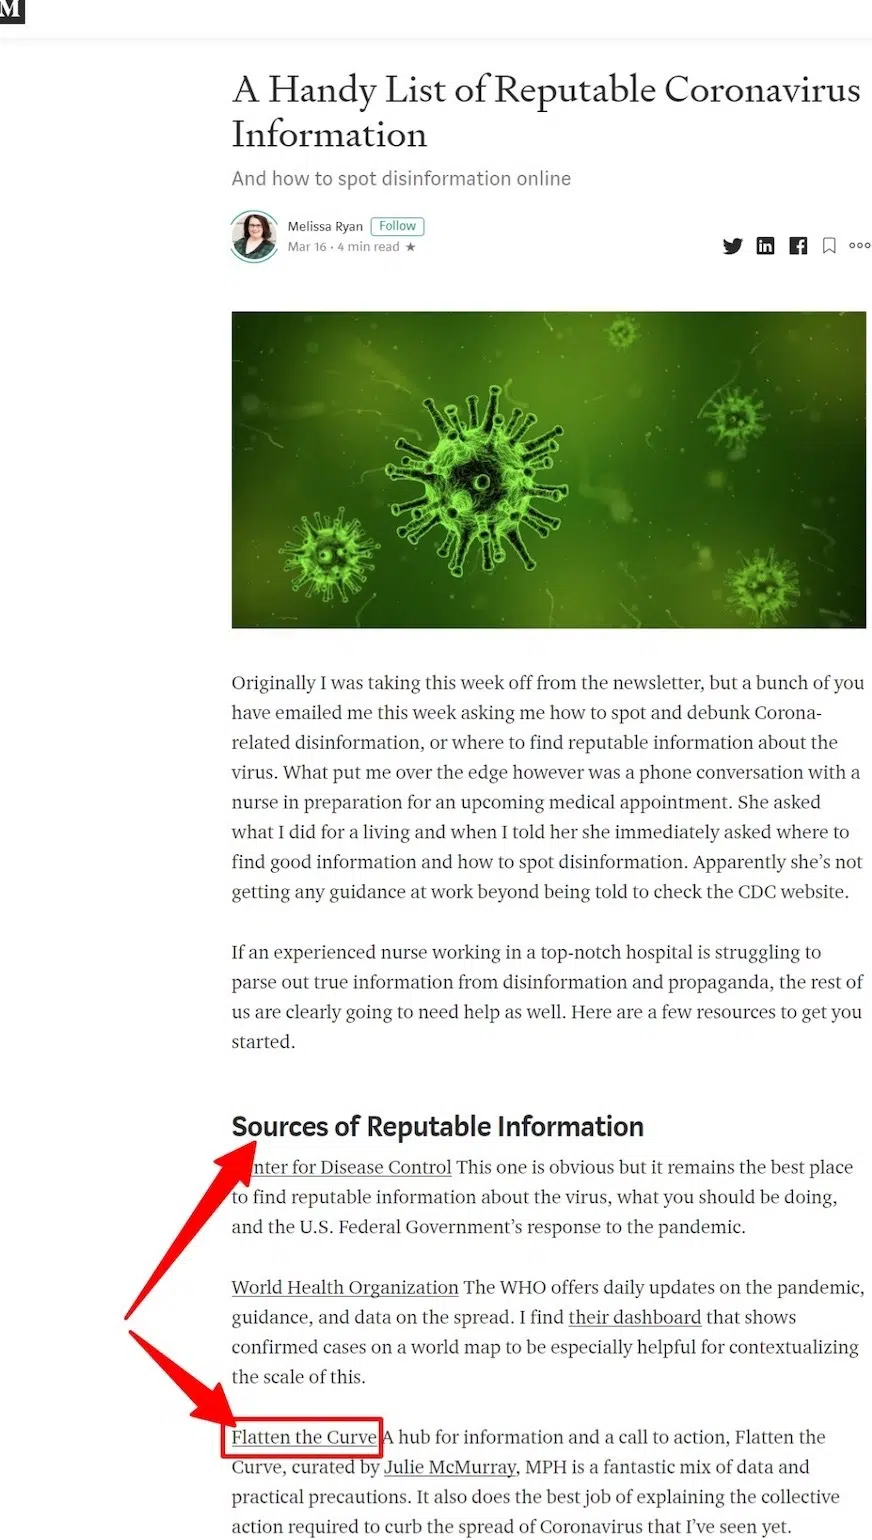 M
A Handy List of Reputable Coronavirus
Information
And how to spot disinformation online
Melissa Ryan Follow
Mar 16 · 4 min read ★
Originally I was taking this week off from the newsletter, but a bunch of you
have emailed me this week asking me how to spot and debunk Corona-
related disinformation, or where to find reputable information about the
virus. What put me over the edge however was a phone conversation with a
nurse in preparation for an upcoming medical appointment. She asked
what I did for a living and when I told her she immediately asked where to
find good information and how to spot disinformation. Apparently she’s not
getting any guidance at work beyond being told to check the CDC website.
If an experienced nurse working in a top-notch hospital is struggling to
parse out true information from disinformation and propaganda, the rest of
us are clearly going to need help as well. Here are a few resources to get you
started.
Sources of Reputable Information
nter for Disease Control This one is obvious but it remains the best place
to find reputable information about the virus, what you should be doing,
and the U.S. Federal Government’s response to the pandemic.
World Health Organization The WHO offers daily updates on the pandemic,
guidance, and data on the spread. I find their dashboard that shows
confirmed cases on a world map to be especially helpful for contextualizing
the scale of this.
Flatten the Curve A hub for information and a call to action, Flatten the
Curve, curated by Julie McMurray, MPH is a fantastic mix of data and
practical precautions. It also does the best job of explaining the collective
action required to curb the spread of Coronavirus that I’ve seen yet.